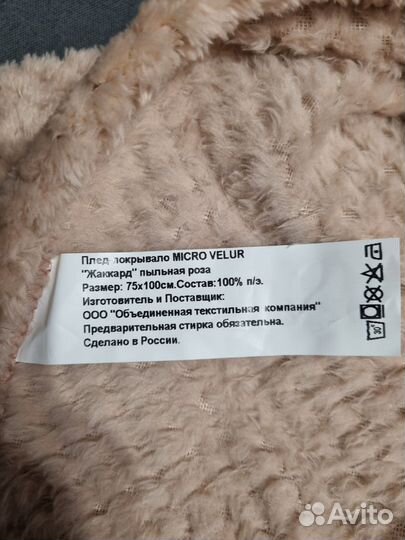 Плед-покрывало MICRO VELUR
"Жаккард" пыльная роза
Размер: 75х100см.Состав:100% п/э.
Изготовитель и Поставщик:
ООО "Объединенная текстильная компания"
Предварительная стирка обязательна.
Сделано в России.
30°
Avito